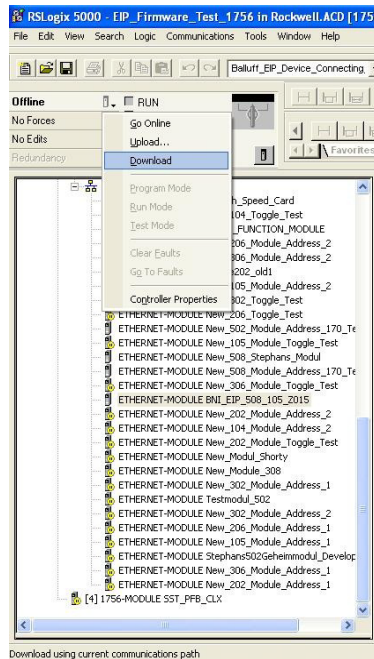 RSLogix 5000 - EIP_Firmware_Test_1756 in Rockwell.ACD [175
File Edit View Search Logic Communications Tools Window Help
Balluff_EIP_Device_Connecting
Offline RUN
No Forces
No Edits
Redundancy
Favorites
Go Online
Upload...
Download
Program Mode
Run Mode
Test Mode
Clear Faults
Go To Faults
Controller Properties
h_Speed_Card
104_Toggle_Test
_FUNCTION_MODULE
206_Module_Address_2
306_Module_Address_2
202_old1
105_Module_Address_2
302_Toggle_Test
ETHERNET-MODULE New_206_Toggle_Test
ETHERNET-MODULE New_502_Module_Address_170_Te
ETHERNET-MODULE New_105_Module_Toggle_Test
ETHERNET-MODULE New_508_Stephans_Modul
ETHERNET-MODULE New_508_Module_Address_170_Te
ETHERNET-MODULE New_306_Module_Toggle_Test
ETHERNET-MODULE BNI_EIP_508_105_Z015
ETHERNET-MODULE New_202_Module_Address_2
ETHERNET-MODULE New_104_Module_Address_2
ETHERNET-MODULE New_202_Module_Toggle_Test
ETHERNET-MODULE New_Modul_Shorty
ETHERNET-MODULE New_Module_308
ETHERNET-MODULE New_302_Module_Address_1
ETHERNET-MODULE Testmodul_502
ETHERNET-MODULE New_302_Module_Address_2
ETHERNET-MODULE New_206_Module_Address_1
ETHERNET-MODULE New_105_Module_Address_1
ETHERNET-MODULE Stephans502Geheimmodul_Develop
ETHERNET-MODULE New_306_Module_Address_1
ETHERNET-MODULE New_202_Module_Address_1
[4] 1756-MODULE SST_PFB_CLX
Download using current communications path